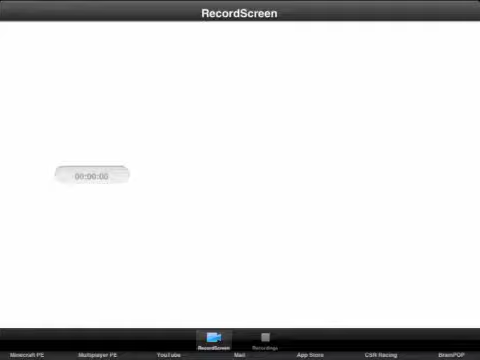 RecordScreen
00:00:00
RecordScreen Recordings
Minecraft PE Multiplayer PE YouTube Mail App Store CSR Racing BrainPOP